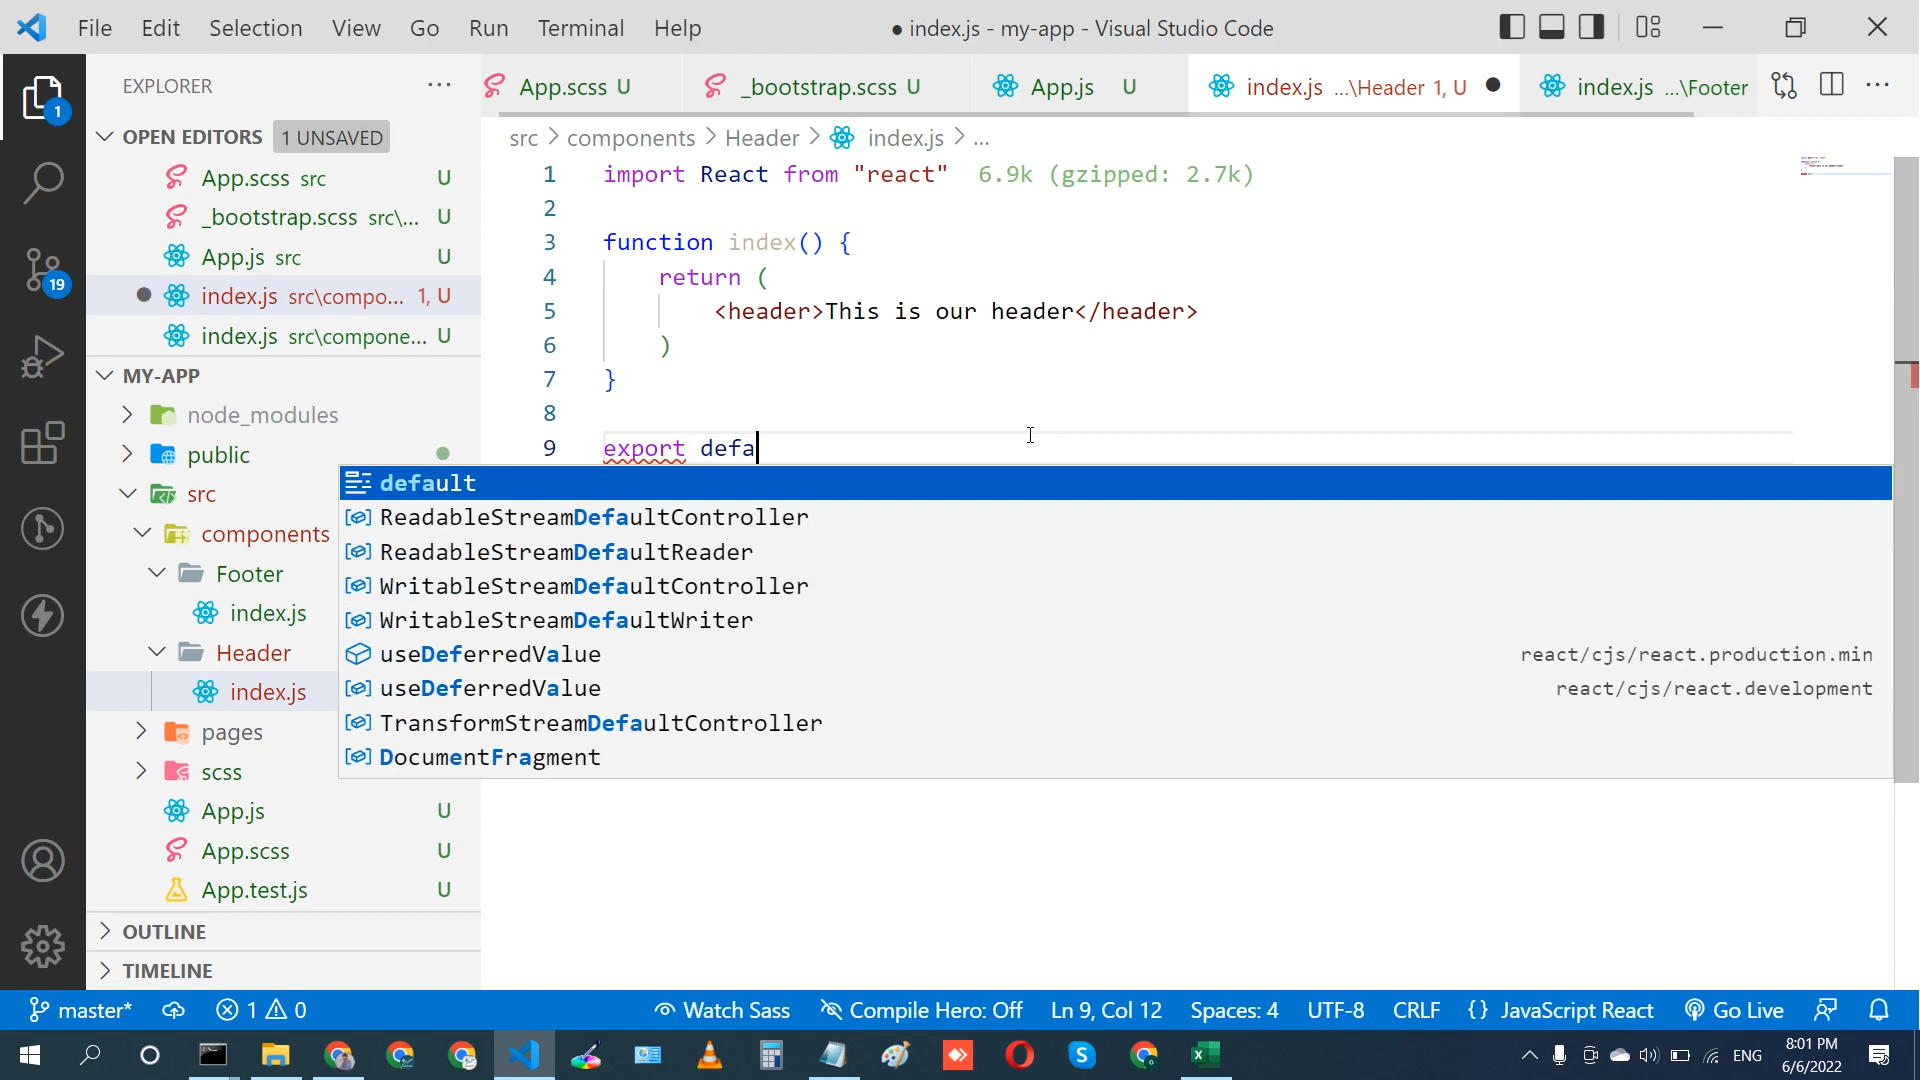 File Edit Selection View Go Run Terminal Help
● index.js - my-app - Visual Studio Code
EXPLORER ...
OPEN EDITORS 1 UNSAVED
App.scss src U
_bootstrap.scss src\... U
App.js src U
● index.js src\compo... 1, U
index.js src\compone... U
MY-APP
node_modules
public
src
components
Footer
index.js
Header
index.js
pages
scss
App.js U
App.scss U
App.test.js U
OUTLINE
TIMELINE
App.scss U _bootstrap.scss U App.js U index.js ...\Header 1, U ● index.js ...\Footer ...
src > components > Header > index.js > ...
1 import React from "react" 6.9k (gzipped: 2.7k)
2
3 function index() {
4 return (
5 <header>This is our header</header>
6 )
7 }
8
9 export defa
default
ReadableStreamDefaultController
ReadableStreamDefaultReader
WritableStreamDefaultController
WritableStreamDefaultWriter
useDeferredValue react/cjs/react.production.min
useDeferredValue react/cjs/react.development
TransformStreamDefaultController
DocumentFragment
1
19
master* 1 0 Watch Sass Compile Hero: Off Ln 9, Col 12 Spaces: 4 UTF-8 CRLF {} JavaScript React Go Live
ENG 8:01 PM
6/6/2022